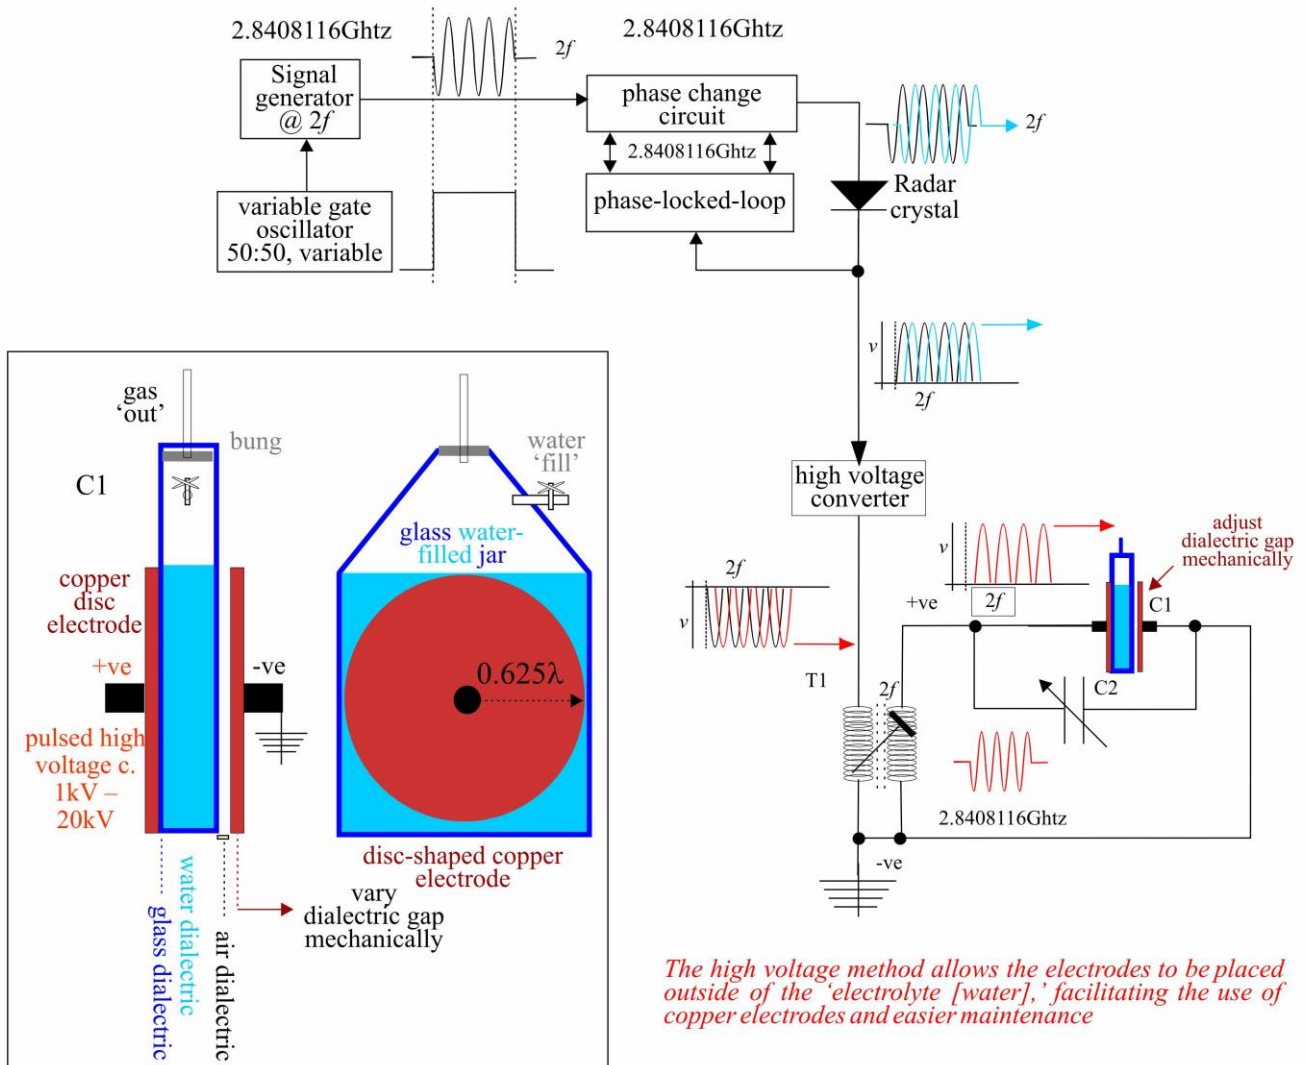 2.8408116Ghtz
2f
2.8408116Ghtz
Signal
generator
@ 2f
phase change
circuit
2f
2.8408116Ghtz
variable gate
oscillator
50:50, variable
phase-locked-loop
Radar
crystal
v
2f
gas
‘out’
bung
C1
water
‘fill’
glass water-
filled jar
copper
disc
electrode
+ve
-ve
0.625λ
pulsed high
voltage c.
1kV –
20kV
disc-shaped copper
electrode
vary
dialectric gap
mechanically
glass dialectric
water dialectric
air dialectric
high voltage
converter
2f
v
v
2f
adjust
dialectric gap
mechanically
+ve
C1
T1
2f
C2
2.8408116Ghtz
-ve
The high voltage method allows the electrodes to be placed
outside of the ‘electrolyte [water],’ facilitating the use of
copper electrodes and easier maintenance